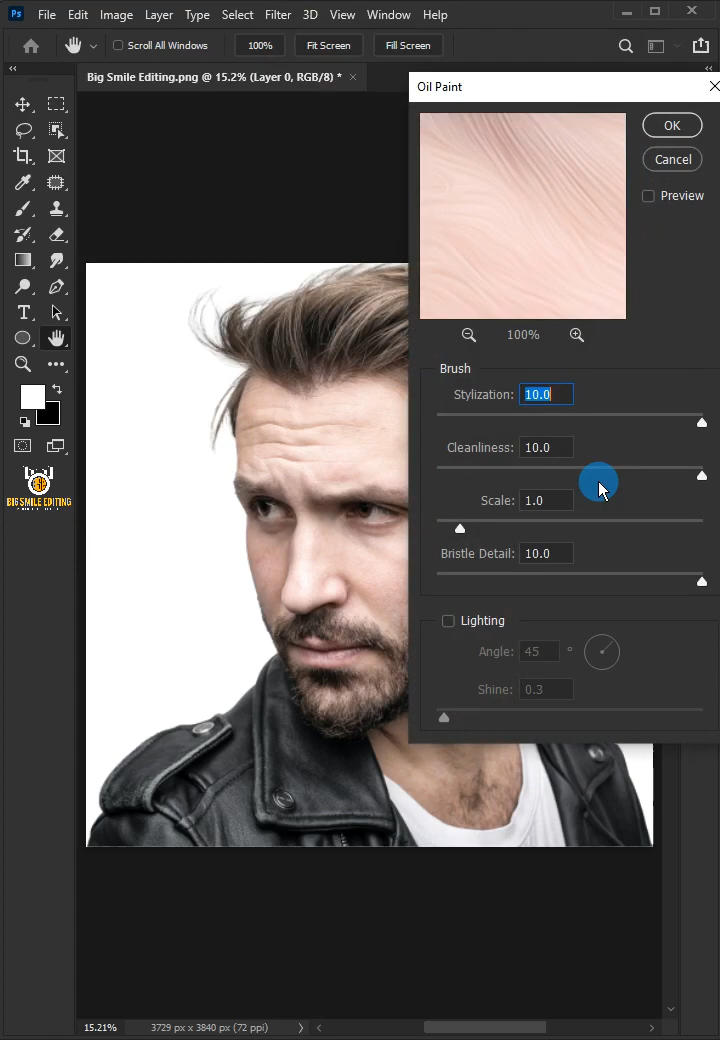 Ps File Edit Image Layer Type Select Filter 3D View Window Help
Scroll All Windows 100% Fit Screen Fill Screen
Big Smile Editing.png @ 15.2% (Layer 0, RGB/8) *
Oil Paint
OK
Cancel
Preview
100%
Brush
Stylization: 10.0
Cleanliness: 10.0
Scale: 1.0
Bristle Detail: 10.0
Lighting
Angle: 45 °
Shine: 0.3
BIG SMILE EDITING
15.21% 3729 px x 3840 px (72 ppi)